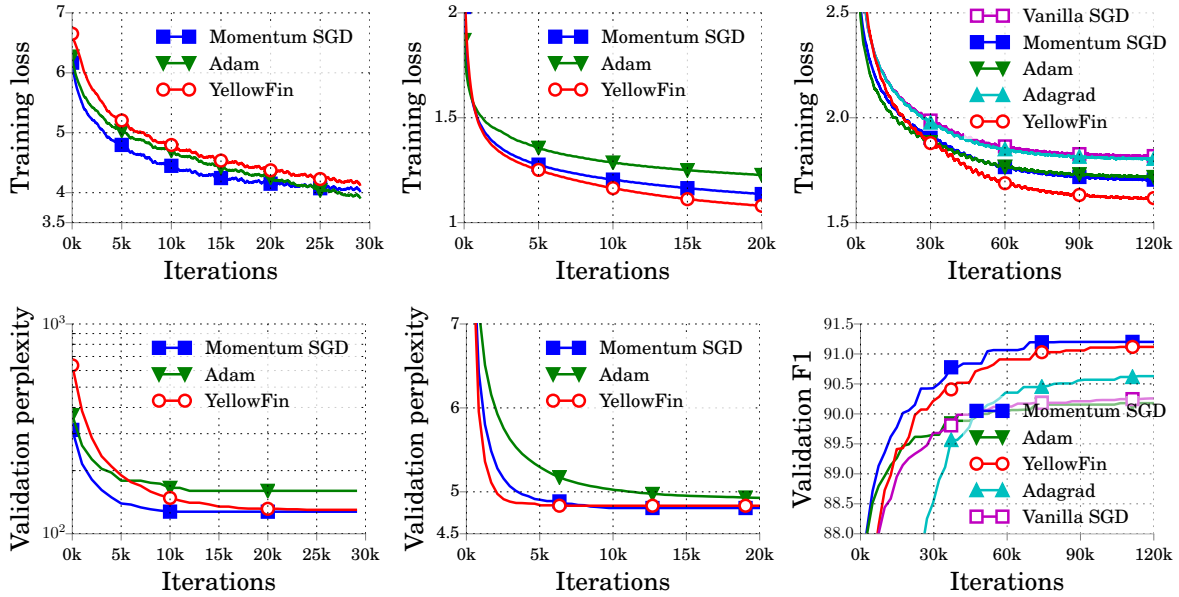 Training loss
7
6
5
4
3.5
0k 5k 10k 15k 20k 25k 30k
Iterations
Momentum SGD
Adam
YellowFin
Training loss
2
1.5
1
0k 5k 10k 15k 20k
Iterations
Momentum SGD
Adam
YellowFin
Training loss
2.5
2.0
1.5
0k 30k 60k 90k 120k
Iterations
Vanilla SGD
Momentum SGD
Adam
Adagrad
YellowFin
Validation perplexity
10³
10²
0k 5k 10k 15k 20k 25k 30k
Iterations
Momentum SGD
Adam
YellowFin
Validation perplexity
7
6
5
4.5
0k 5k 10k 15k 20k
Iterations
Momentum SGD
Adam
YellowFin
Validation F1
91.5
91.0
90.5
90.0
89.5
89.0
88.5
88.0
0k 30k 60k 90k 120k
Iterations
Momentum SGD
Adam
YellowFin
Adagrad
Vanilla SGD